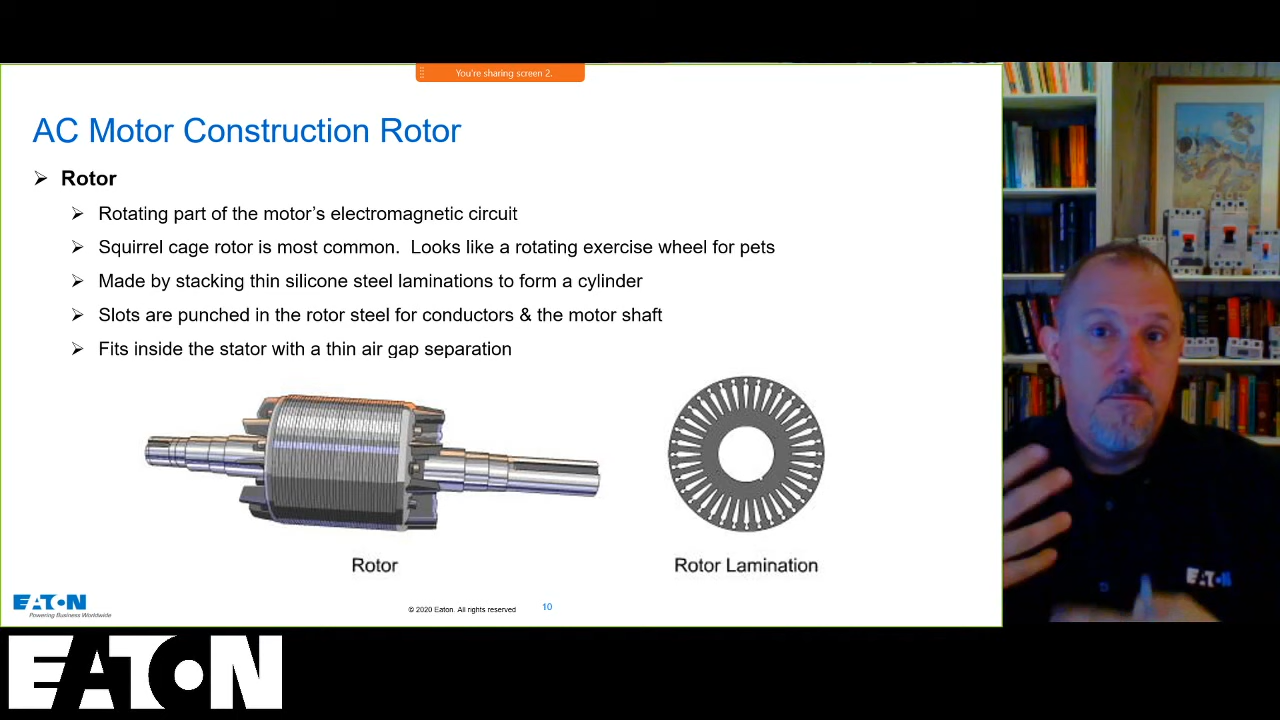 You're sharing screen 2.
AC Motor Construction Rotor
Rotor
Rotating part of the motor's electromagnetic circuit
Squirrel cage rotor is most common. Looks like a rotating exercise wheel for pets
Made by stacking thin silicone steel laminations to form a cylinder
Slots are punched in the rotor steel for conductors & the motor shaft
Fits inside the stator with a thin air gap separation
Rotor
Rotor Lamination
EATON
Powering Business Worldwide
© 2020 Eaton. All rights reserved
10
EATON
EATON